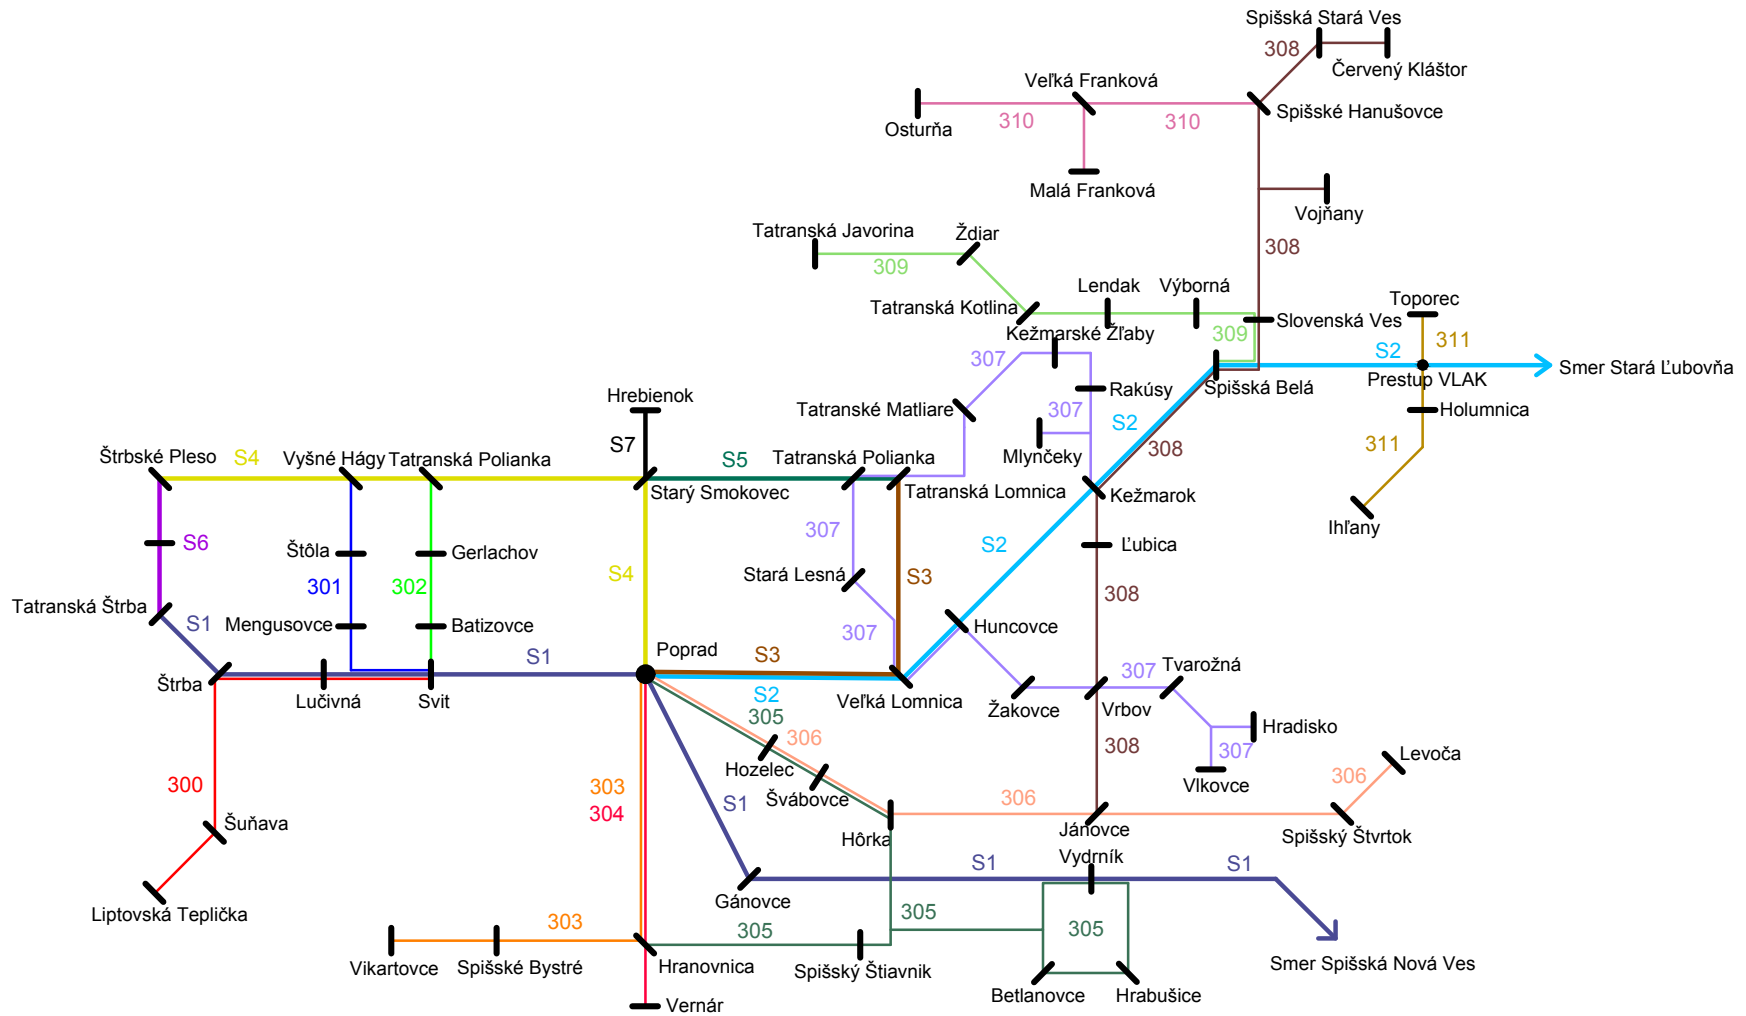 Spišská Stará Ves
308
Červený Kláštor
Veľká Franková
Osturňa
310
310
Spišské Hanušovce
Malá Franková
Vojňany
Tatranská Javorina
Ždiar
308
309
Lendak
Výborná
Toporec
Tatranská Kotlina
Slovenská Ves
Kežmarské Žľaby
309
311
307
S2
Smer Stará Ľubovňa
Prestup VLAK
Spišská Belá
Hrebienok
Rakúsy
Tatranské Matliare
307
Holumnica
S2
S7
308
Mlynčeky
311
Štrbské Pleso
S4
Vyšné Hágy
Tatranská Polianka
S5
Tatranská Polianka
Starý Smokovec
Tatranská Lomnica
Kežmarok
Ihľany
307
S6
Štôla
Gerlachov
S2
Ľubica
S4
Stará Lesná
S3
301
302
308
Tatranská Štrba
S1
Mengusovce
Batizovce
Huncovce
307
Poprad
S1
S3
307
Tvarožná
Štrba
Lučivná
Svit
S2
Veľká Lomnica
Žakovce
Vrbov
305
306
Hradisko
308
307
Levoča
Hozelec
306
300
303
Švábovce
Vlkovce
S1
306
304
Šuňava
Hôrka
Jánovce
Spišský Štvrtok
Vydrník
S1
S1
Gánovce
Liptovská Teplička
303
305
305
305
Vikartovce
Spišské Bystré
Hranovnica
Spišský Štiavnik
Smer Spišská Nová Ves
Betlanovce
Hrabušice
Vernár